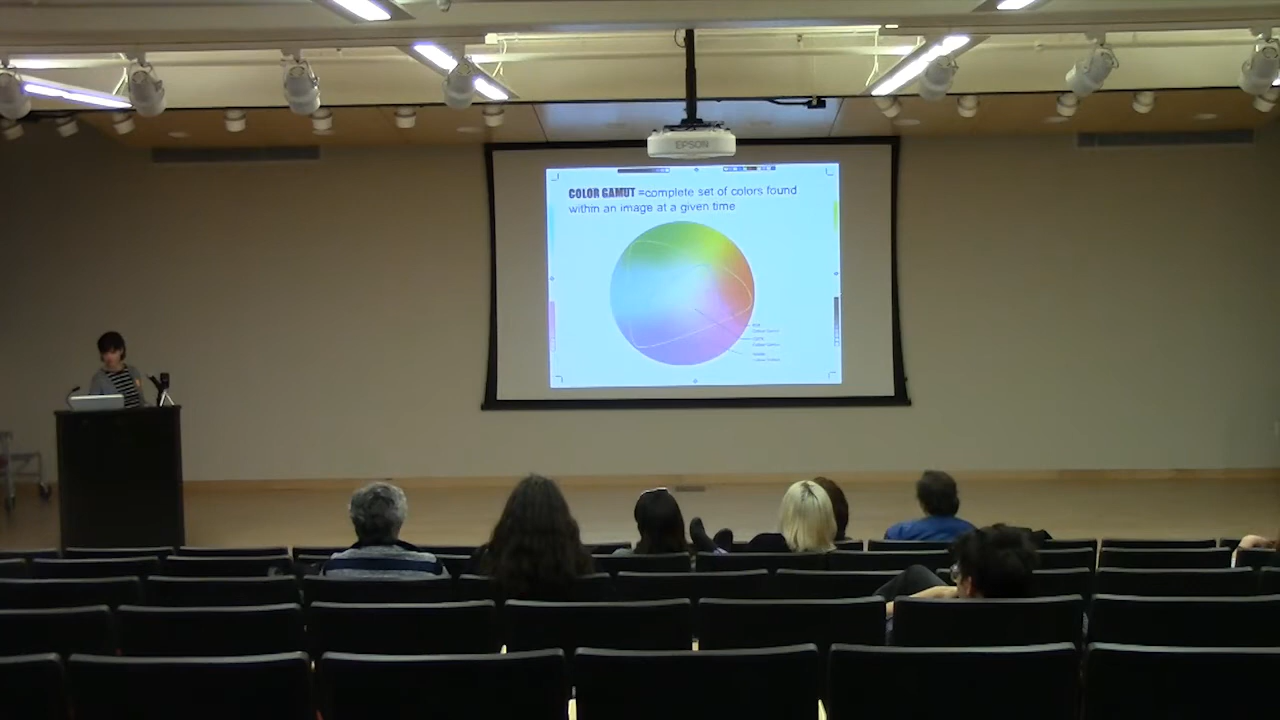 EPSON
COLOR GAMUT =complete set of colors found
within an image at a given time